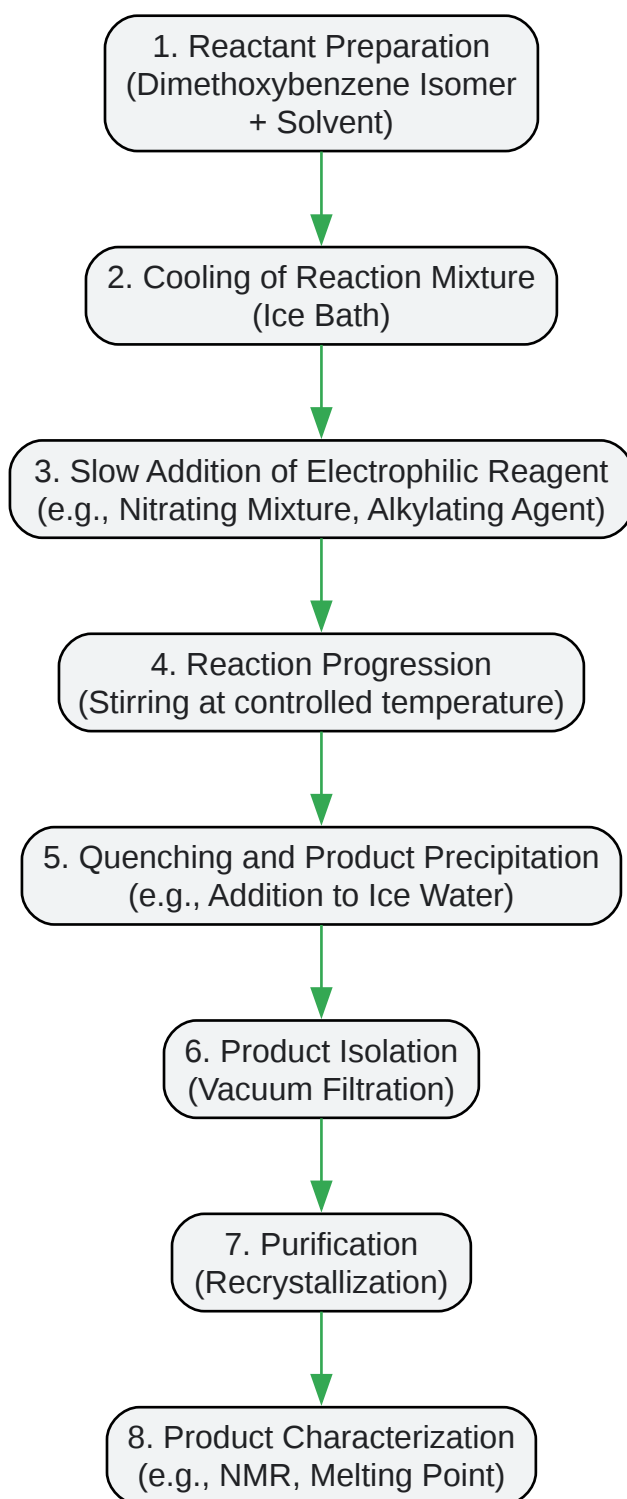 1. Reactant Preparation
(Dimethoxybenzene Isomer
+ Solvent)
2. Cooling of Reaction Mixture
(Ice Bath)
3. Slow Addition of Electrophilic Reagent
(e.g., Nitrating Mixture, Alkylating Agent)
4. Reaction Progression
(Stirring at controlled temperature)
5. Quenching and Product Precipitation
(e.g., Addition to Ice Water)
6. Product Isolation
(Vacuum Filtration)
7. Purification
(Recrystallization)
8. Product Characterization
(e.g., NMR, Melting Point)